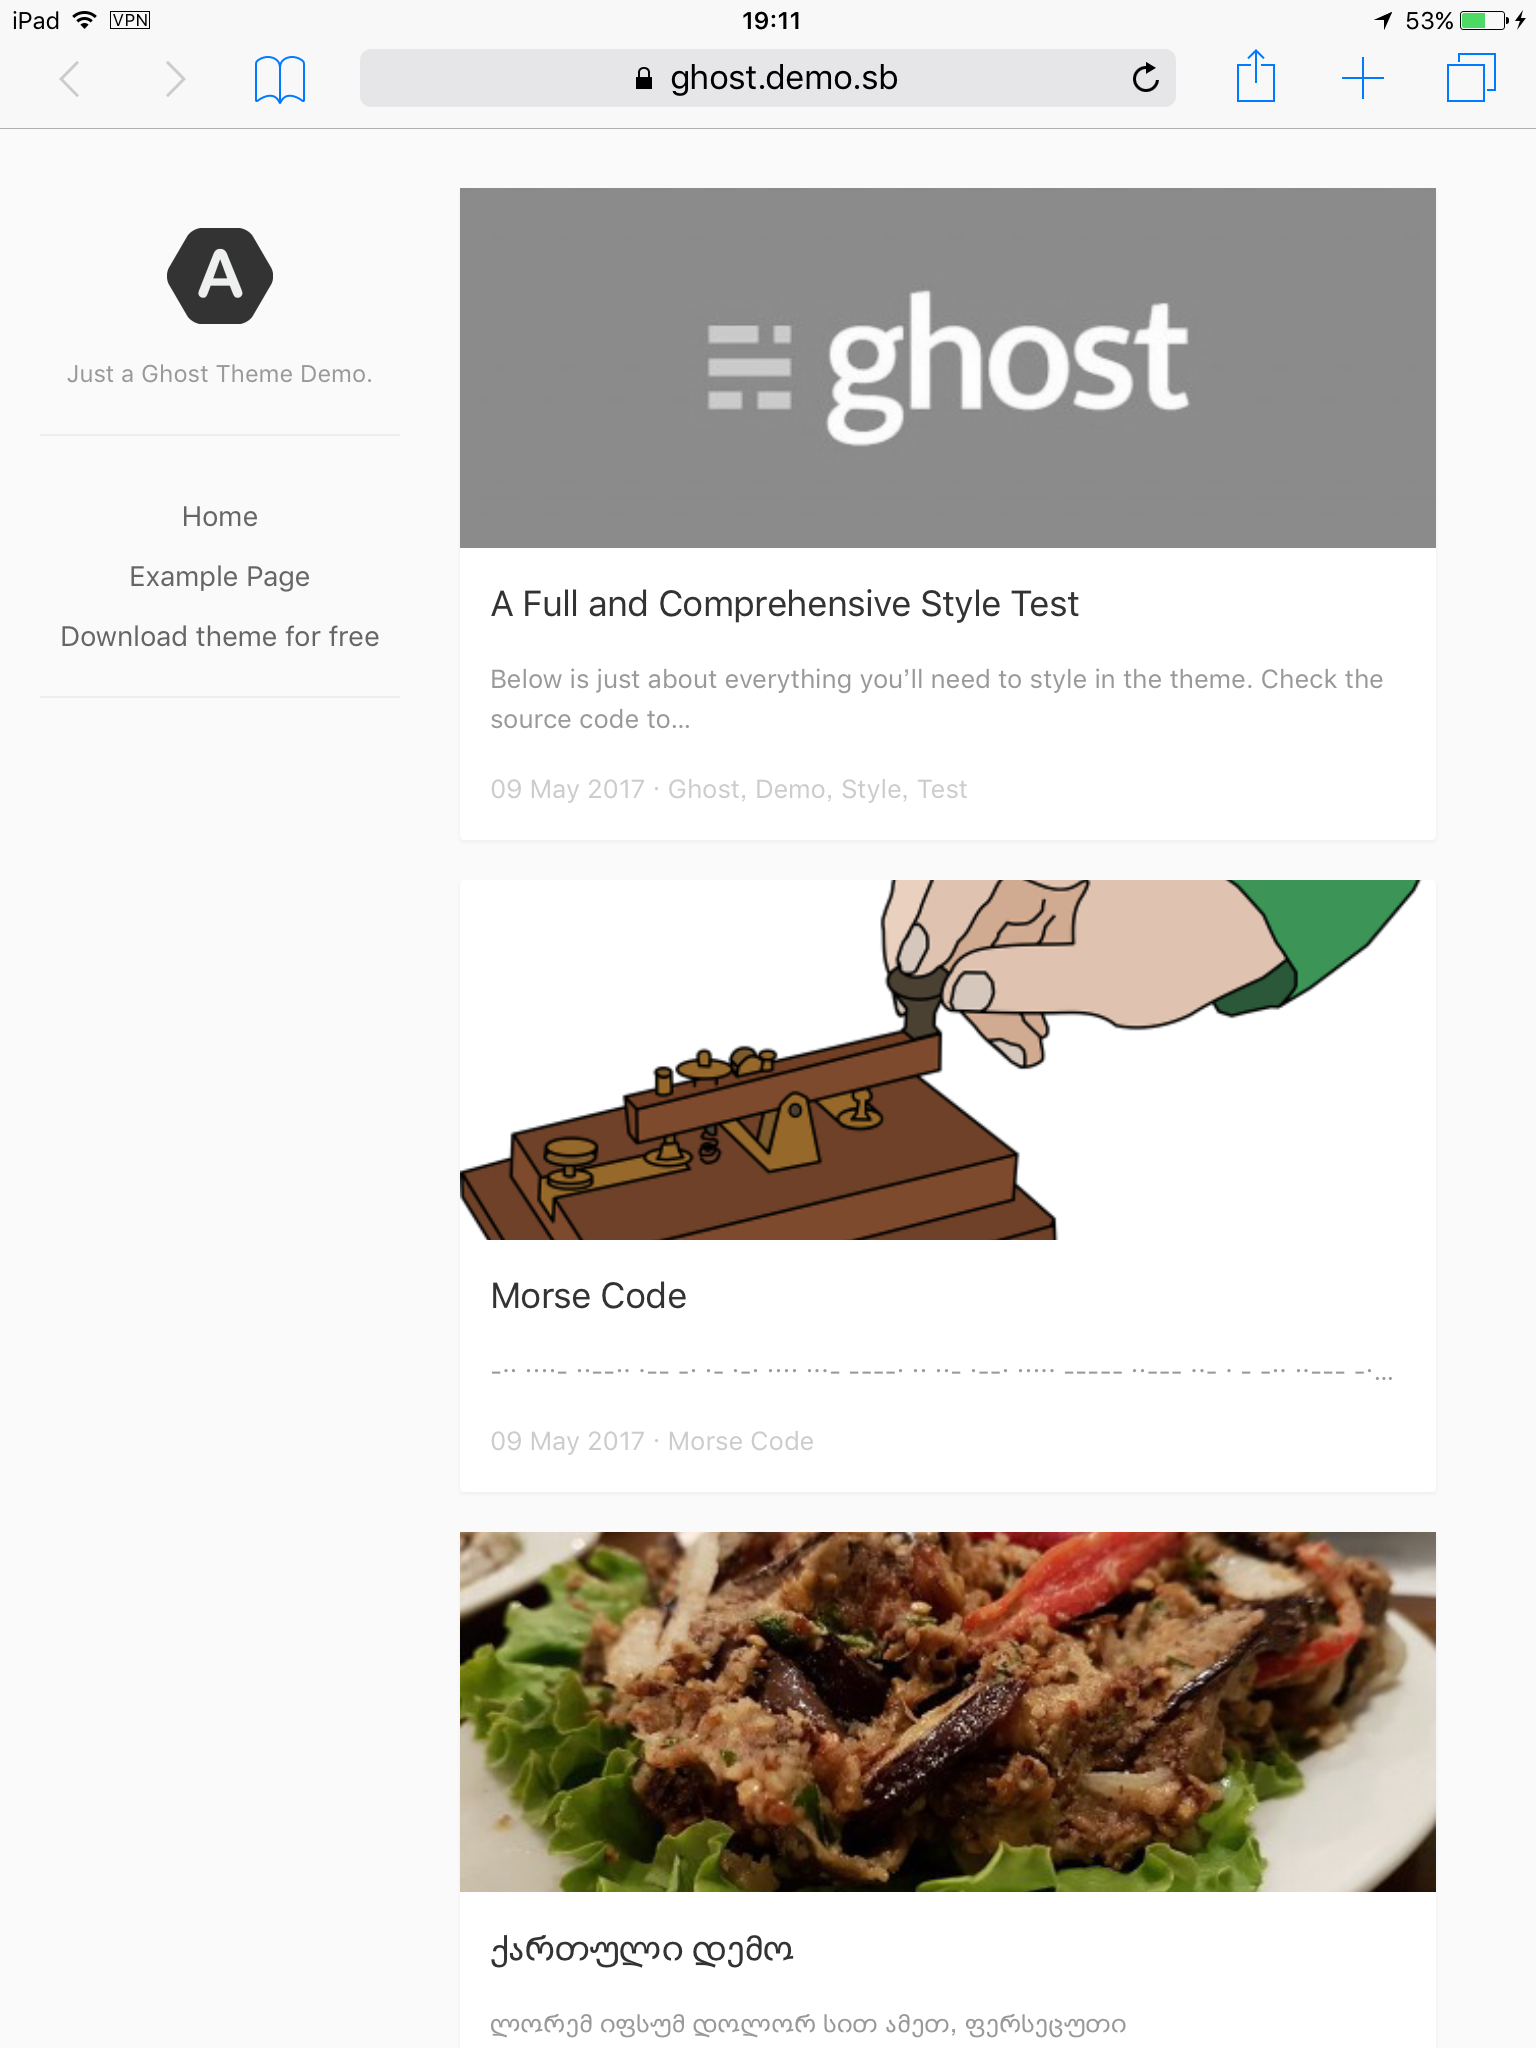 iPad VPN 19:11 53%
ghost.demo.sb
A
Just a Ghost Theme Demo.
Home
Example Page
Download theme for free
ghost
A Full and Comprehensive Style Test
Below is just about everything you’ll need to style in the theme. Check the
source code to…
09 May 2017 · Ghost, Demo, Style, Test
Morse Code
−·· ····− ··−−·· ·−− −· ·− ·−· ···· ···− −−−−· ·· ··− ·−−· ····· −−−−− ··−−− ··− · − −·· ··−−− −·…
09 May 2017 · Morse Code
ქართული დემო
ლორემ იფსუმ დოლორ სით ამეთ, ფერსეცუთი